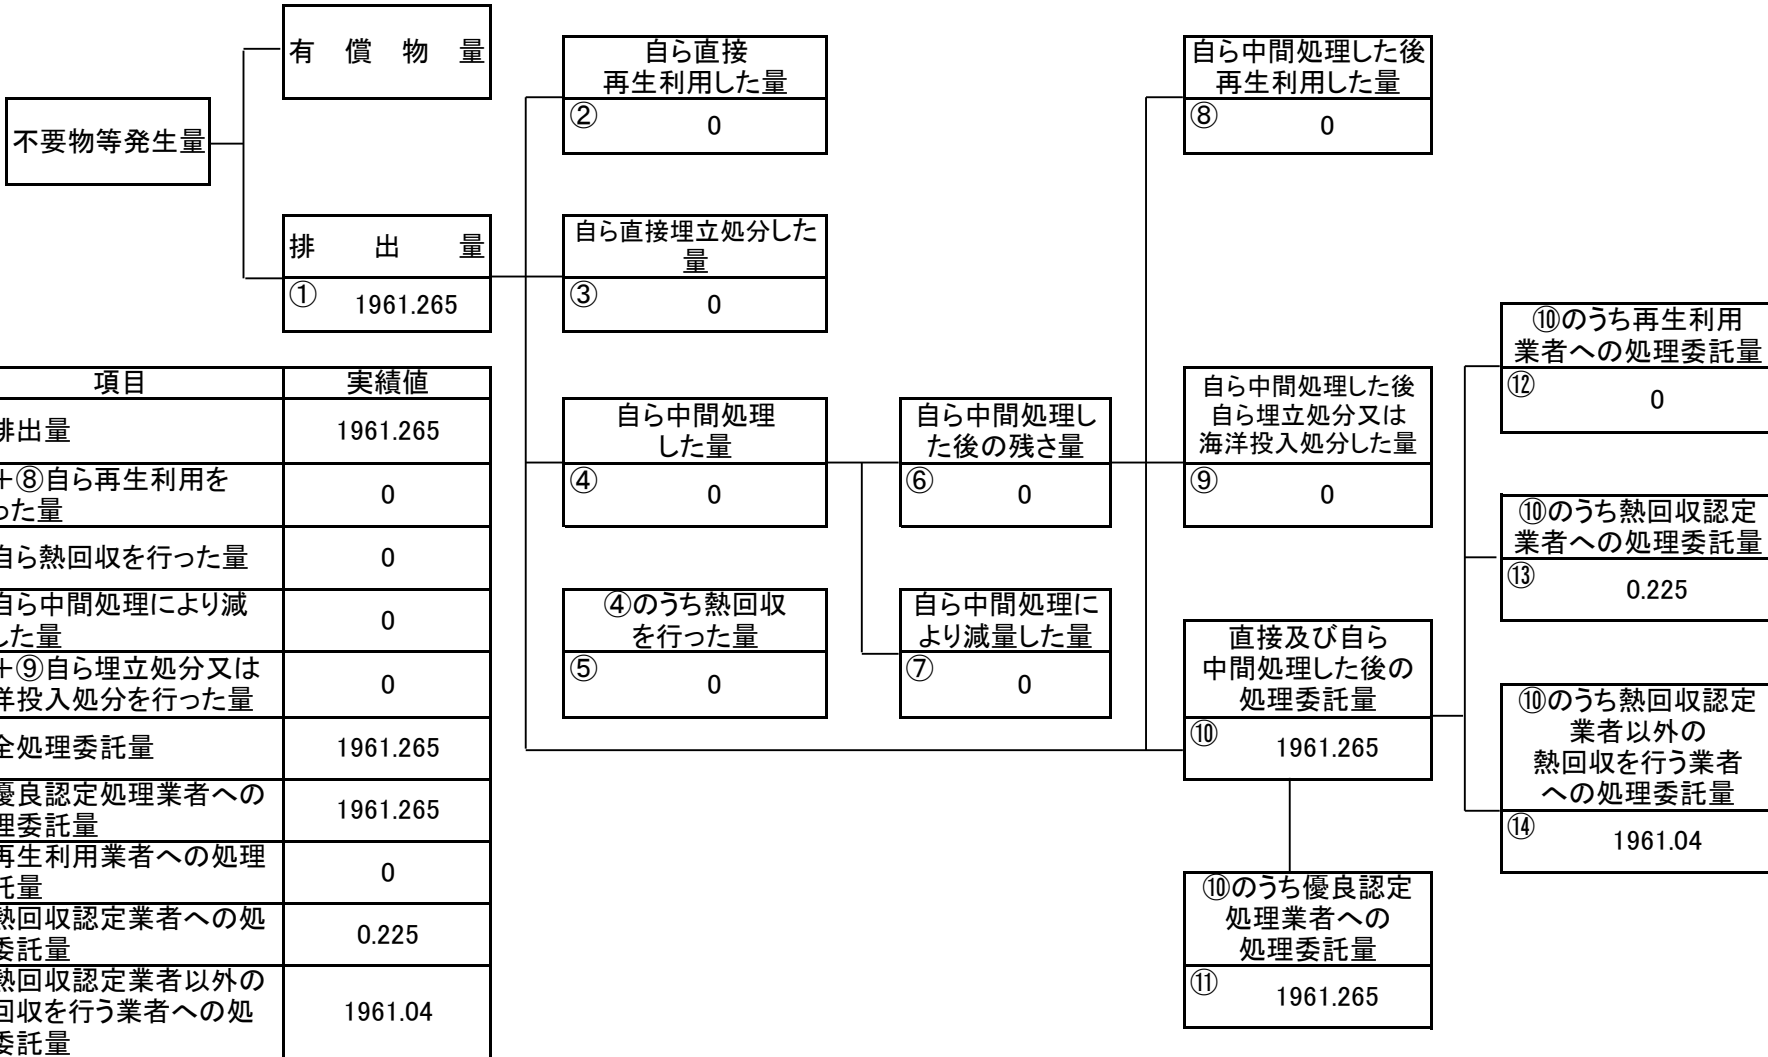 有 償 物 量
不要物等発生量
排 出 量
① 1961.265
自ら直接
再生利用した量
② 0
自ら直接埋立処分した
量
③ 0
自ら中間処理
した量
④ 0
④のうち熱回収
を行った量
⑤ 0
自ら中間処理し
た後の残さ量
⑥ 0
自ら中間処理に
より減量した量
⑦ 0
自ら中間処理した後
再生利用した量
⑧ 0
自ら中間処理した後
自ら埋立処分又は
海洋投入処分した量
⑨ 0
直接及び自ら
中間処理した後の
処理委託量
⑩ 1961.265
⑩のうち優良認定
処理業者への
処理委託量
⑪ 1961.265
⑩のうち再生利用
業者への処理委託量
⑫ 0
⑩のうち熱回収認定
業者への処理委託量
⑬ 0.225
⑩のうち熱回収認定
業者以外の
熱回収を行う業者
への処理委託量
⑭ 1961.04
項目 実績値
排出量 1961.265
+⑧自ら再生利用を
った量 0
自ら熱回収を行った量 0
自ら中間処理により減
した量 0
+⑨自ら埋立処分又は
洋投入処分を行った量 0
全処理委託量 1961.265
優良認定処理業者への
理委託量 1961.265
再生利用業者への処理
託量 0
熱回収認定業者への処
委託量 0.225
熱回収認定業者以外の
回収を行う業者への処
委託量 1961.04